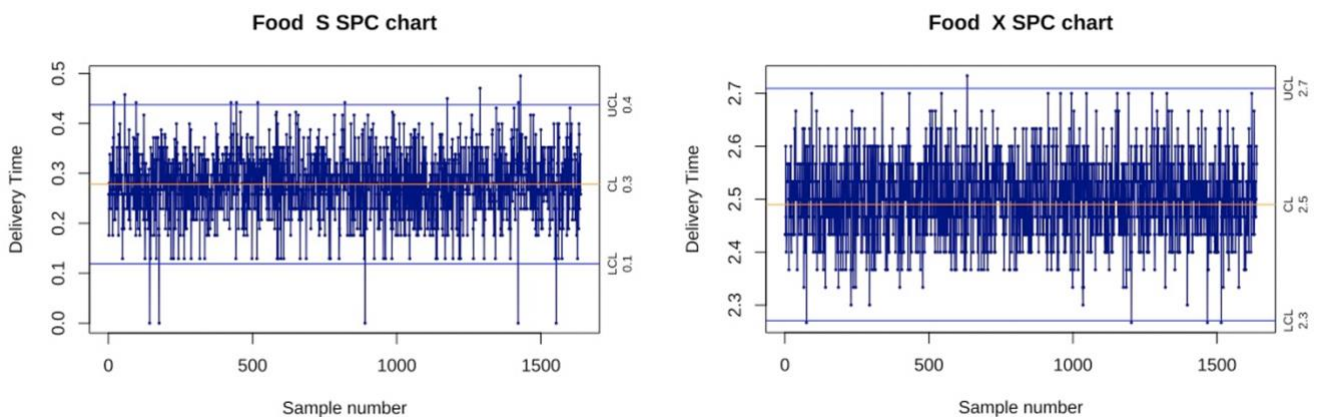 Food S SPC chart
Delivery Time
0.0 0.1 0.2 0.3 0.4 0.5
UCL 0.4
CL 0.3
LCL 0.1
0 500 1000 1500
Sample number
Food X SPC chart
Delivery Time
2.3 2.4 2.5 2.6 2.7
UCL 2.7
CL 2.5
LCL 2.3
0 500 1000 1500
Sample number